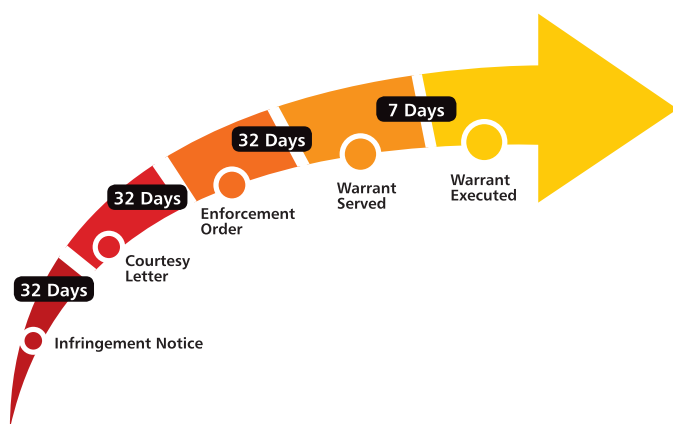 Infringement Notice
32 Days
Courtesy
Letter
32 Days
Enforcement
Order
32 Days
Warrant
Served
7 Days
Warrant
Executed